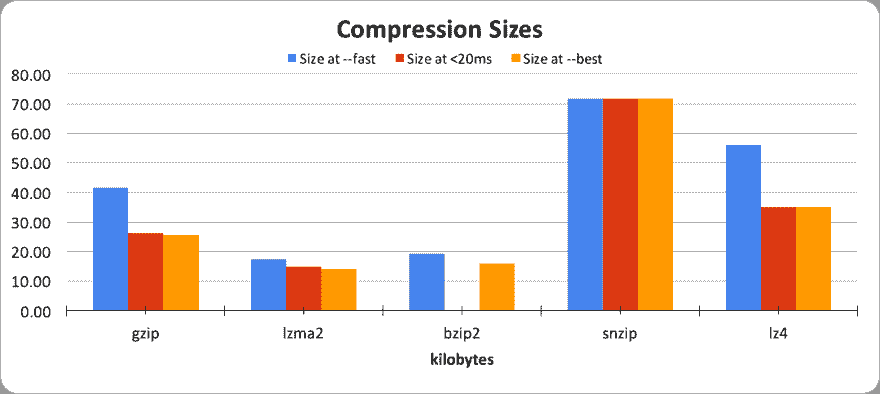 Compression Sizes
Size at --fast Size at <20ms Size at --best
80.00
70.00
60.00
50.00
40.00
30.00
20.00
10.00
0.00
gzip lzma2 bzip2 snzip lz4
kilobytes